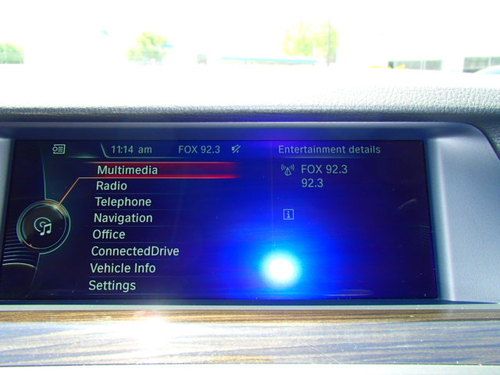 11:14 am FOX 92.3 Entertainment details
Multimedia
Radio
Telephone
Navigation
Office
ConnectedDrive
Vehicle Info
Settings
FOX 92.3
92.3
i